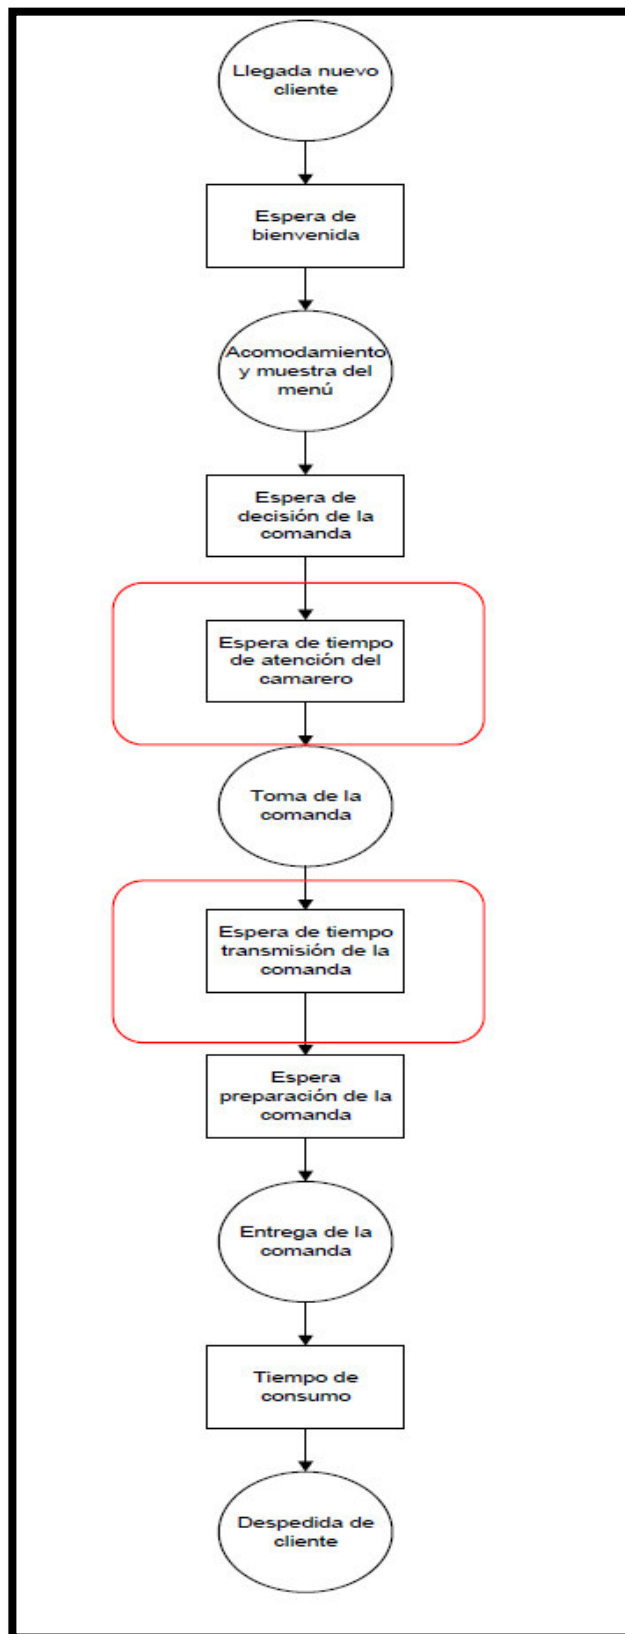 Llegada nuevo
cliente
Espera de
bienvenida
Acomodamiento
y muestra del
menú
Espera de
decisión de la
comanda
Espera de tiempo
de atención del
camarero
Toma de la
comanda
Espera de tiempo
transmisión de la
comanda
Espera
preparación de la
comanda
Entrega de la
comanda
Tiempo de
consumo
Despedida de
cliente